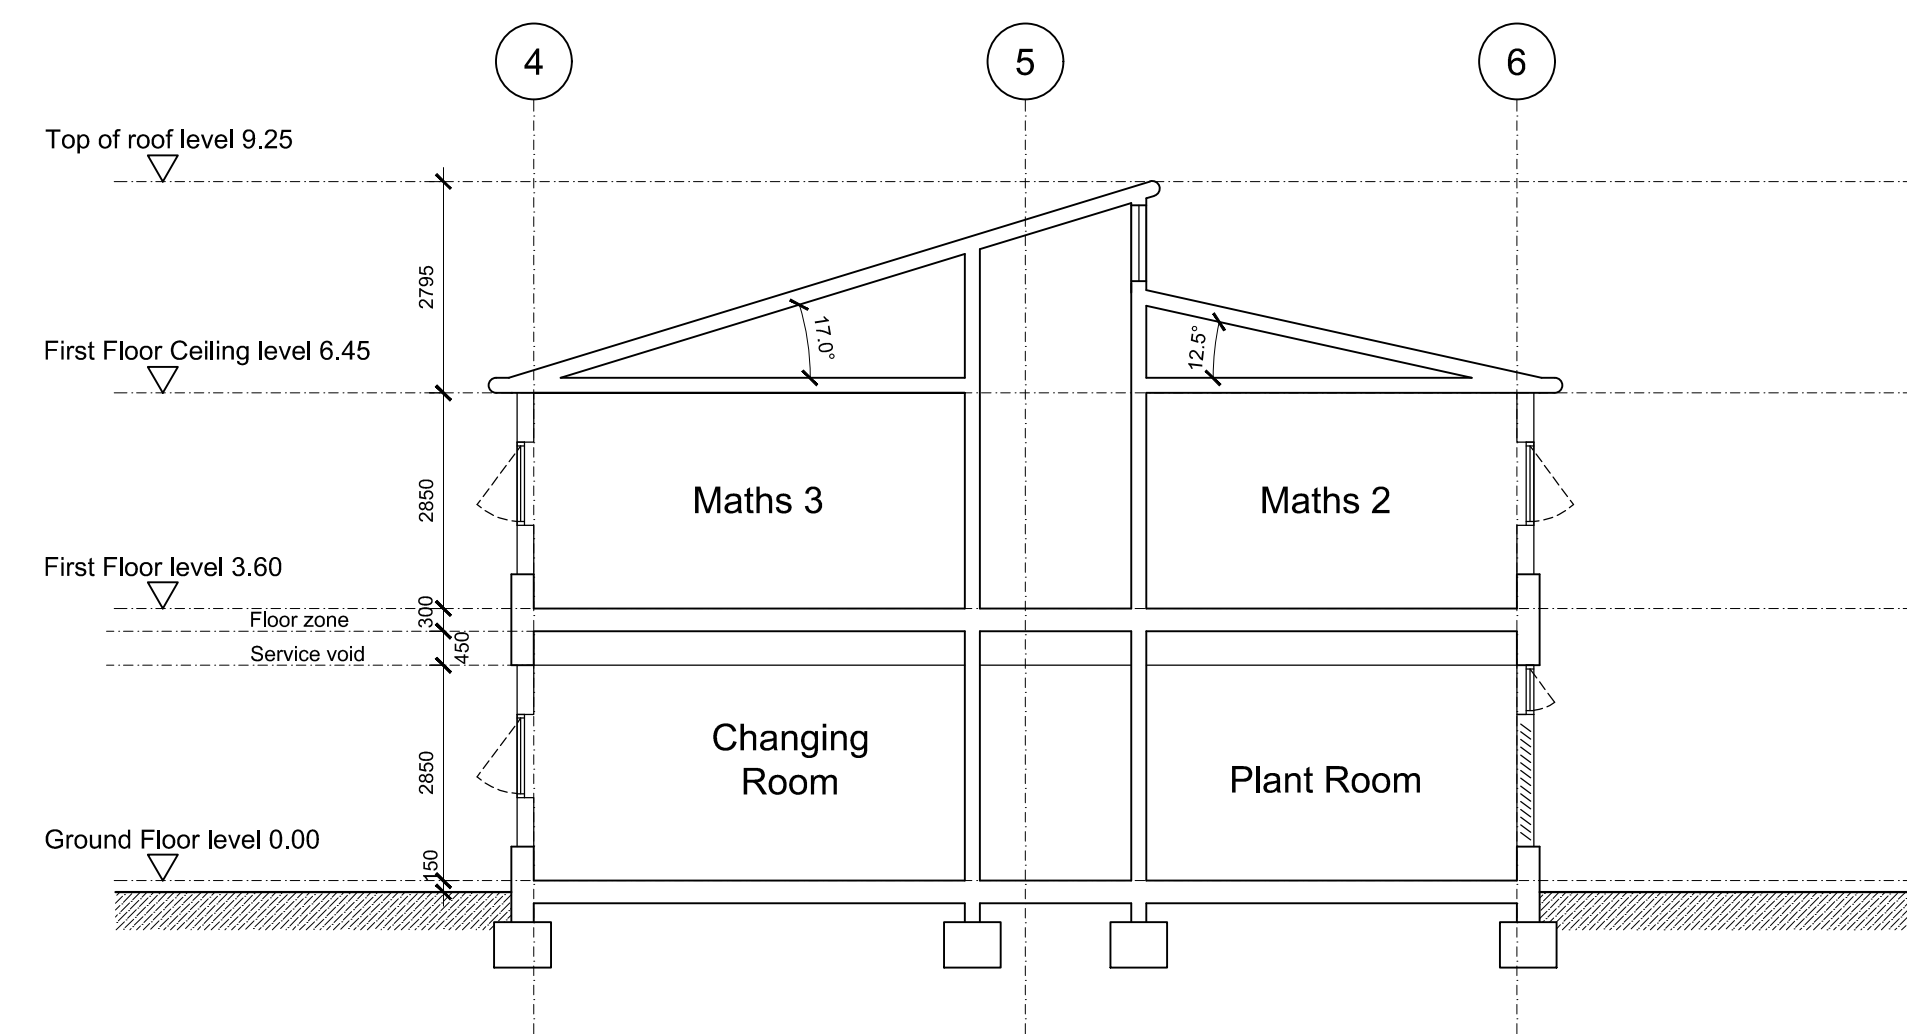 4
5
6
Top of roof level 9.25
2795
17.0°
12.5°
First Floor Ceiling level 6.45
2850
Maths 3
Maths 2
First Floor level 3.60
300
Floor zone
450
Service void
Changing
Room
2850
Plant Room
Ground Floor level 0.00
150